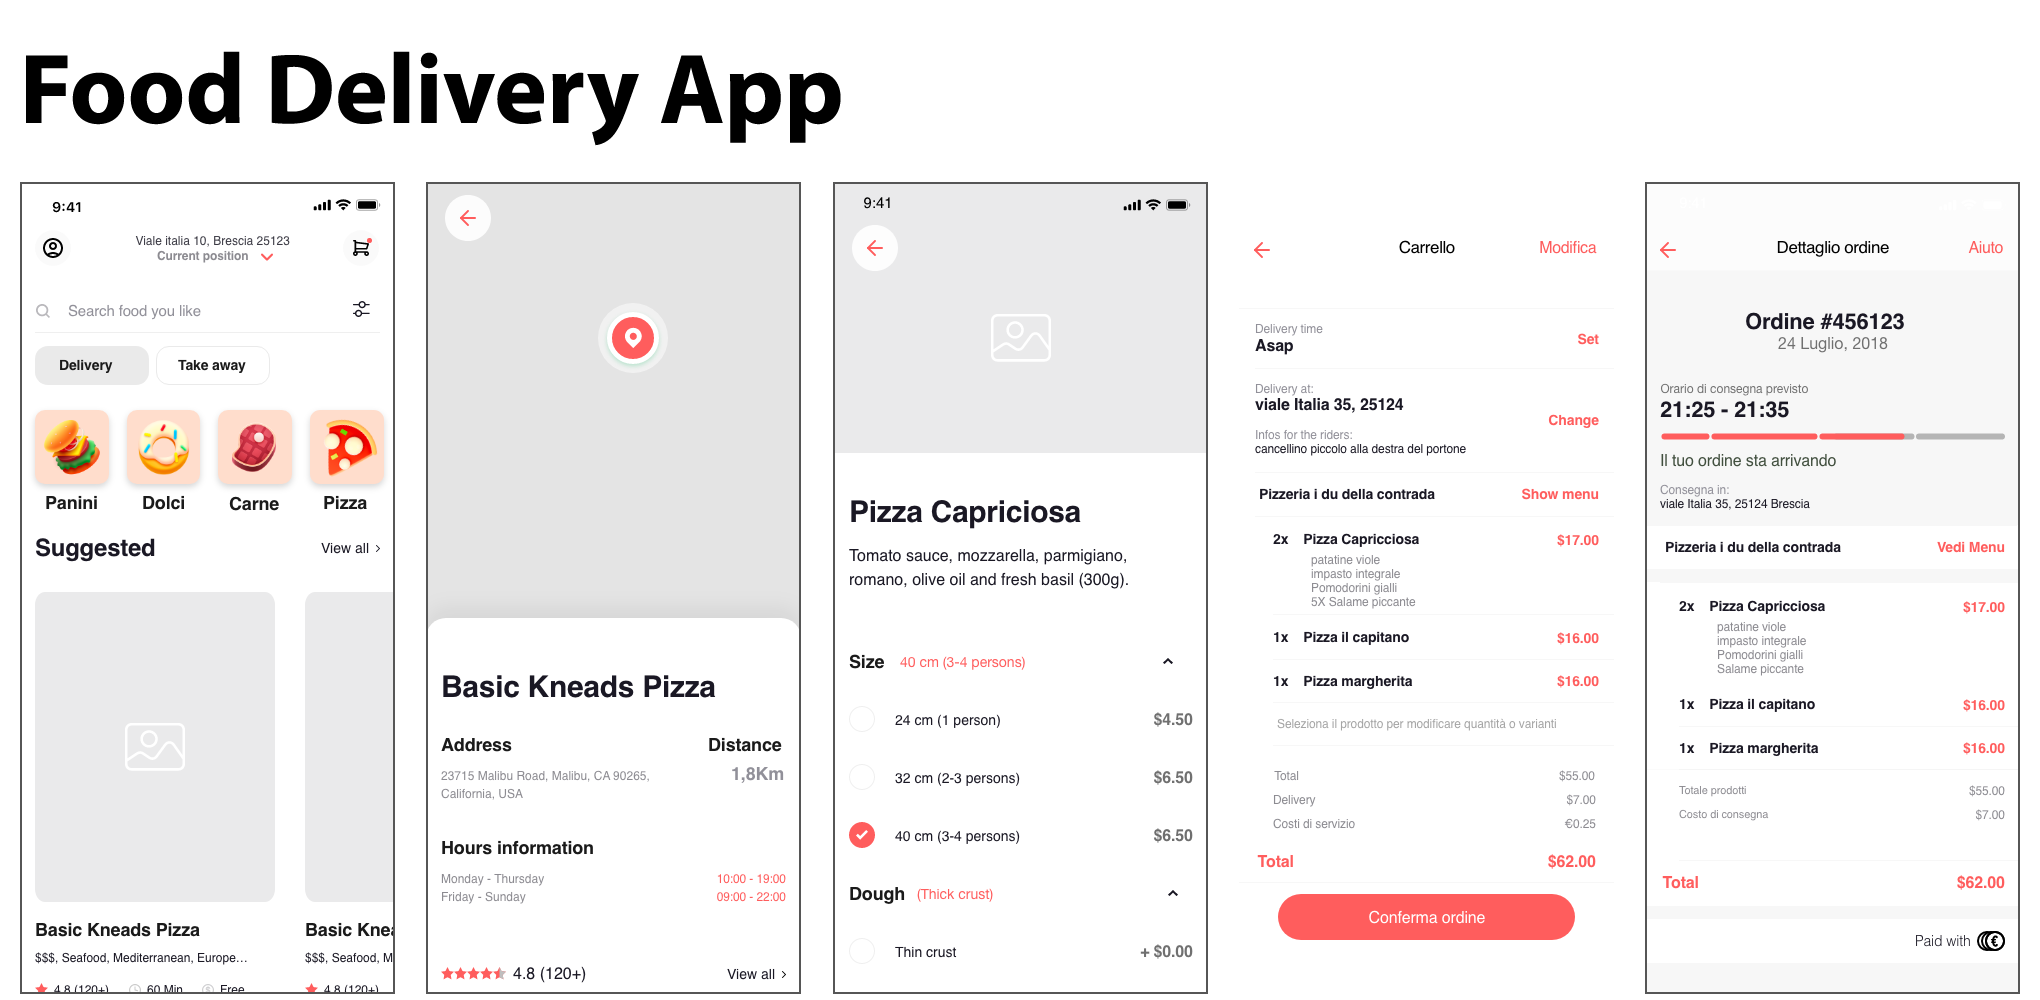 Food Delivery App
9:41
Viale italia 10, Brescia 25123
Current position
Search food you like
Delivery
Take away
Panini
Dolci
Carne
Pizza
Suggested
View all
Basic Kneads Pizza
$$$, Seafood, Mediterranean, Europe...
4.8 (120+)
60 Min
Free
Basic Knea
$$$, Seafood, M
4.8 (120+)
Basic Kneads Pizza
Address
Distance
23715 Malibu Road, Malibu, CA 90265,
California, USA
1,8Km
Hours information
Monday - Thursday
10:00 - 19:00
Friday - Sunday
09:00 - 22:00
4.8 (120+)
View all
9:41
Pizza Capriciosa
Tomato sauce, mozzarella, parmigiano,
romano, olive oil and fresh basil (300g).
Size 40 cm (3-4 persons)
24 cm (1 person)
$4.50
32 cm (2-3 persons)
$6.50
40 cm (3-4 persons)
$6.50
Dough (Thick crust)
Thin crust
+ $0.00
Carrello
Modifica
Delivery time
Asap
Set
Delivery at:
viale Italia 35, 25124
Change
Infos for the riders:
cancellino piccolo alla destra del portone
Pizzeria i du della contrada
Show menu
2x Pizza Capricciosa
$17.00
patatine viole
impasto integrale
Pomodorini gialli
5X Salame piccante
1x Pizza il capitano
$16.00
1x Pizza margherita
$16.00
Seleziona il prodotto per modificare quantità o varianti
Total
$55.00
Delivery
$7.00
Costi di servizio
€0.25
Total
$62.00
Conferma ordine
Dettaglio ordine
Aiuto
Ordine #456123
24 Luglio, 2018
Orario di consegna previsto
21:25 - 21:35
Il tuo ordine sta arrivando
Consegna in:
viale Italia 35, 25124 Brescia
Pizzeria i du della contrada
Vedi Menu
2x Pizza Capricciosa
$17.00
patatine viole
impasto integrale
Pomodorini gialli
Salame piccante
1x Pizza il capitano
$16.00
1x Pizza margherita
$16.00
Totale prodotti
$55.00
Costo di consegna
$7.00
Total
$62.00
Paid with